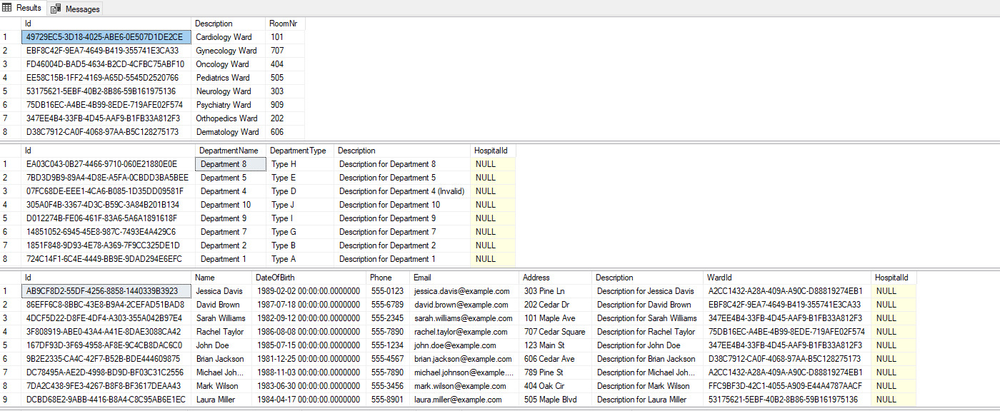 Results Messages
Id Description RoomNr
1 49729EC5-3D18-4025-ABE6-0E507D1DE2CE Cardiology Ward 101
2 EBF8C42F-9EA7-4649-B419-355741E3CA33 Gynecology Ward 707
3 FD46004D-BAD5-4634-B2CD-4CFBC75ABF10 Oncology Ward 404
4 EE58C15B-1FF2-4169-A65D-5545D2520766 Pediatrics Ward 505
5 53175621-5EBF-40B2-8B86-59B161975136 Neurology Ward 303
6 75DB16EC-A4BE-4B99-8EDE-719AFE02F574 Psychiatry Ward 909
7 347EE4B4-33FB-4D45-AAF9-B1FB33A812F3 Orthopedics Ward 202
8 D38C7912-CA0F-4068-97AA-B5C128275173 Dermatology Ward 606
Id DepartmentName DepartmentType Description HospitalId
1 EA03C043-0B27-4466-9710-060E21880E0E Department 8 Type H Description for Department 8 NULL
2 7BD3D9B9-89A4-4D8E-A5FA-0CBDD3BA5BEE Department 5 Type E Description for Department 5 NULL
3 07FC68DE-EEE1-4CA6-B085-1D35DD09581F Department 4 Type D Description for Department 4 (Invalid) NULL
4 305A0F4B-3367-4D3C-B59C-3A84B201B134 Department 10 Type J Description for Department 10 NULL
5 D012274B-FE06-461F-83A6-5A6A1891618F Department 9 Type I Description for Department 9 NULL
6 14851052-6945-45E8-987C-7493E4A429C6 Department 7 Type G Description for Department 7 NULL
7 1851F848-9D93-4E78-A369-7F9CC325DE1D Department 2 Type B Description for Department 2 NULL
8 724C14F1-6C4E-4449-BB9E-9DAD294E6EFC Department 1 Type A Description for Department 1 NULL
Id Name DateOfBirth Phone Email Address Description WardId HospitalId
1 AB9CF8D2-55DF-4256-8858-1440339B3923 Jessica Davis 1989-02-02 00:00:00.0000000 555-0123 jessica.davis@example.com 303 Pine Ln Description for Jessica Davis A2CC1432-A28A-409A-A90C-D88819274EB1 NULL
2 86EFF6C8-8BBC-43E8-B9A4-2CEFAD51BAD8 David Brown 1987-07-18 00:00:00.0000000 555-6789 david.brown@example.com 202 Cedar Dr Description for David Brown EBF8C42F-9EA7-4649-B419-355741E3CA33 NULL
3 4DCF5D22-D8FE-4DF4-A303-355A042B97E4 Sarah Williams 1982-09-12 00:00:00.0000000 555-2345 sarah.williams@example.com 101 Maple Ave Description for Sarah Williams 347EE4B4-33FB-4D45-AAF9-B1FB33A812F3 NULL
4 3F808919-ABE0-43A4-A41E-8DAE3088CA42 Rachel Taylor 1986-08-08 00:00:00.0000000 555-7890 rachel.taylor@example.com 707 Cedar Square Description for Rachel Taylor 75DB16EC-A4BE-4B99-8EDE-719AFE02F574 NULL
5 167DF93D-3F69-4958-AF8E-9C4CB8DAC6C0 John Doe 1985-07-15 00:00:00.0000000 555-1234 john.doe@example.com 123 Main St Description for John Doe 347EE4B4-33FB-4D45-AAF9-B1FB33A812F3 NULL
6 9B2E2335-CA4C-42F7-B52B-BDE444609875 Brian Jackson 1981-12-25 00:00:00.0000000 555-4567 brian.jackson@example.com 606 Cedar Ave Description for Brian Jackson D38C7912-CA0F-4068-97AA-B5C128275173 NULL
7 DC78495A-AE2D-4998-BD9D-BF03C31C2556 Michael Joh... 1988-11-03 00:00:00.0000000 555-7890 michael.johnson@example.... 789 Pine St Description for Michael Joh... A2CC1432-A28A-409A-A90C-D88819274EB1 NULL
8 7DA2C438-9FE3-4267-B8F8-BF3617DEAA43 Mark Wilson 1983-06-30 00:00:00.0000000 555-3456 mark.wilson@example.com 404 Oak Cir Description for Mark Wilson FFC9BF3D-42C1-4055-A909-E44A4787AACF NULL
9 DCBD68E2-9ABB-4416-B8A4-C8C95AB6E1EC Laura Miller 1984-04-17 00:00:00.0000000 555-8901 laura.miller@example.com 505 Maple Blvd Description for Laura Miller 53175621-5EBF-40B2-8B86-59B161975136 NULL